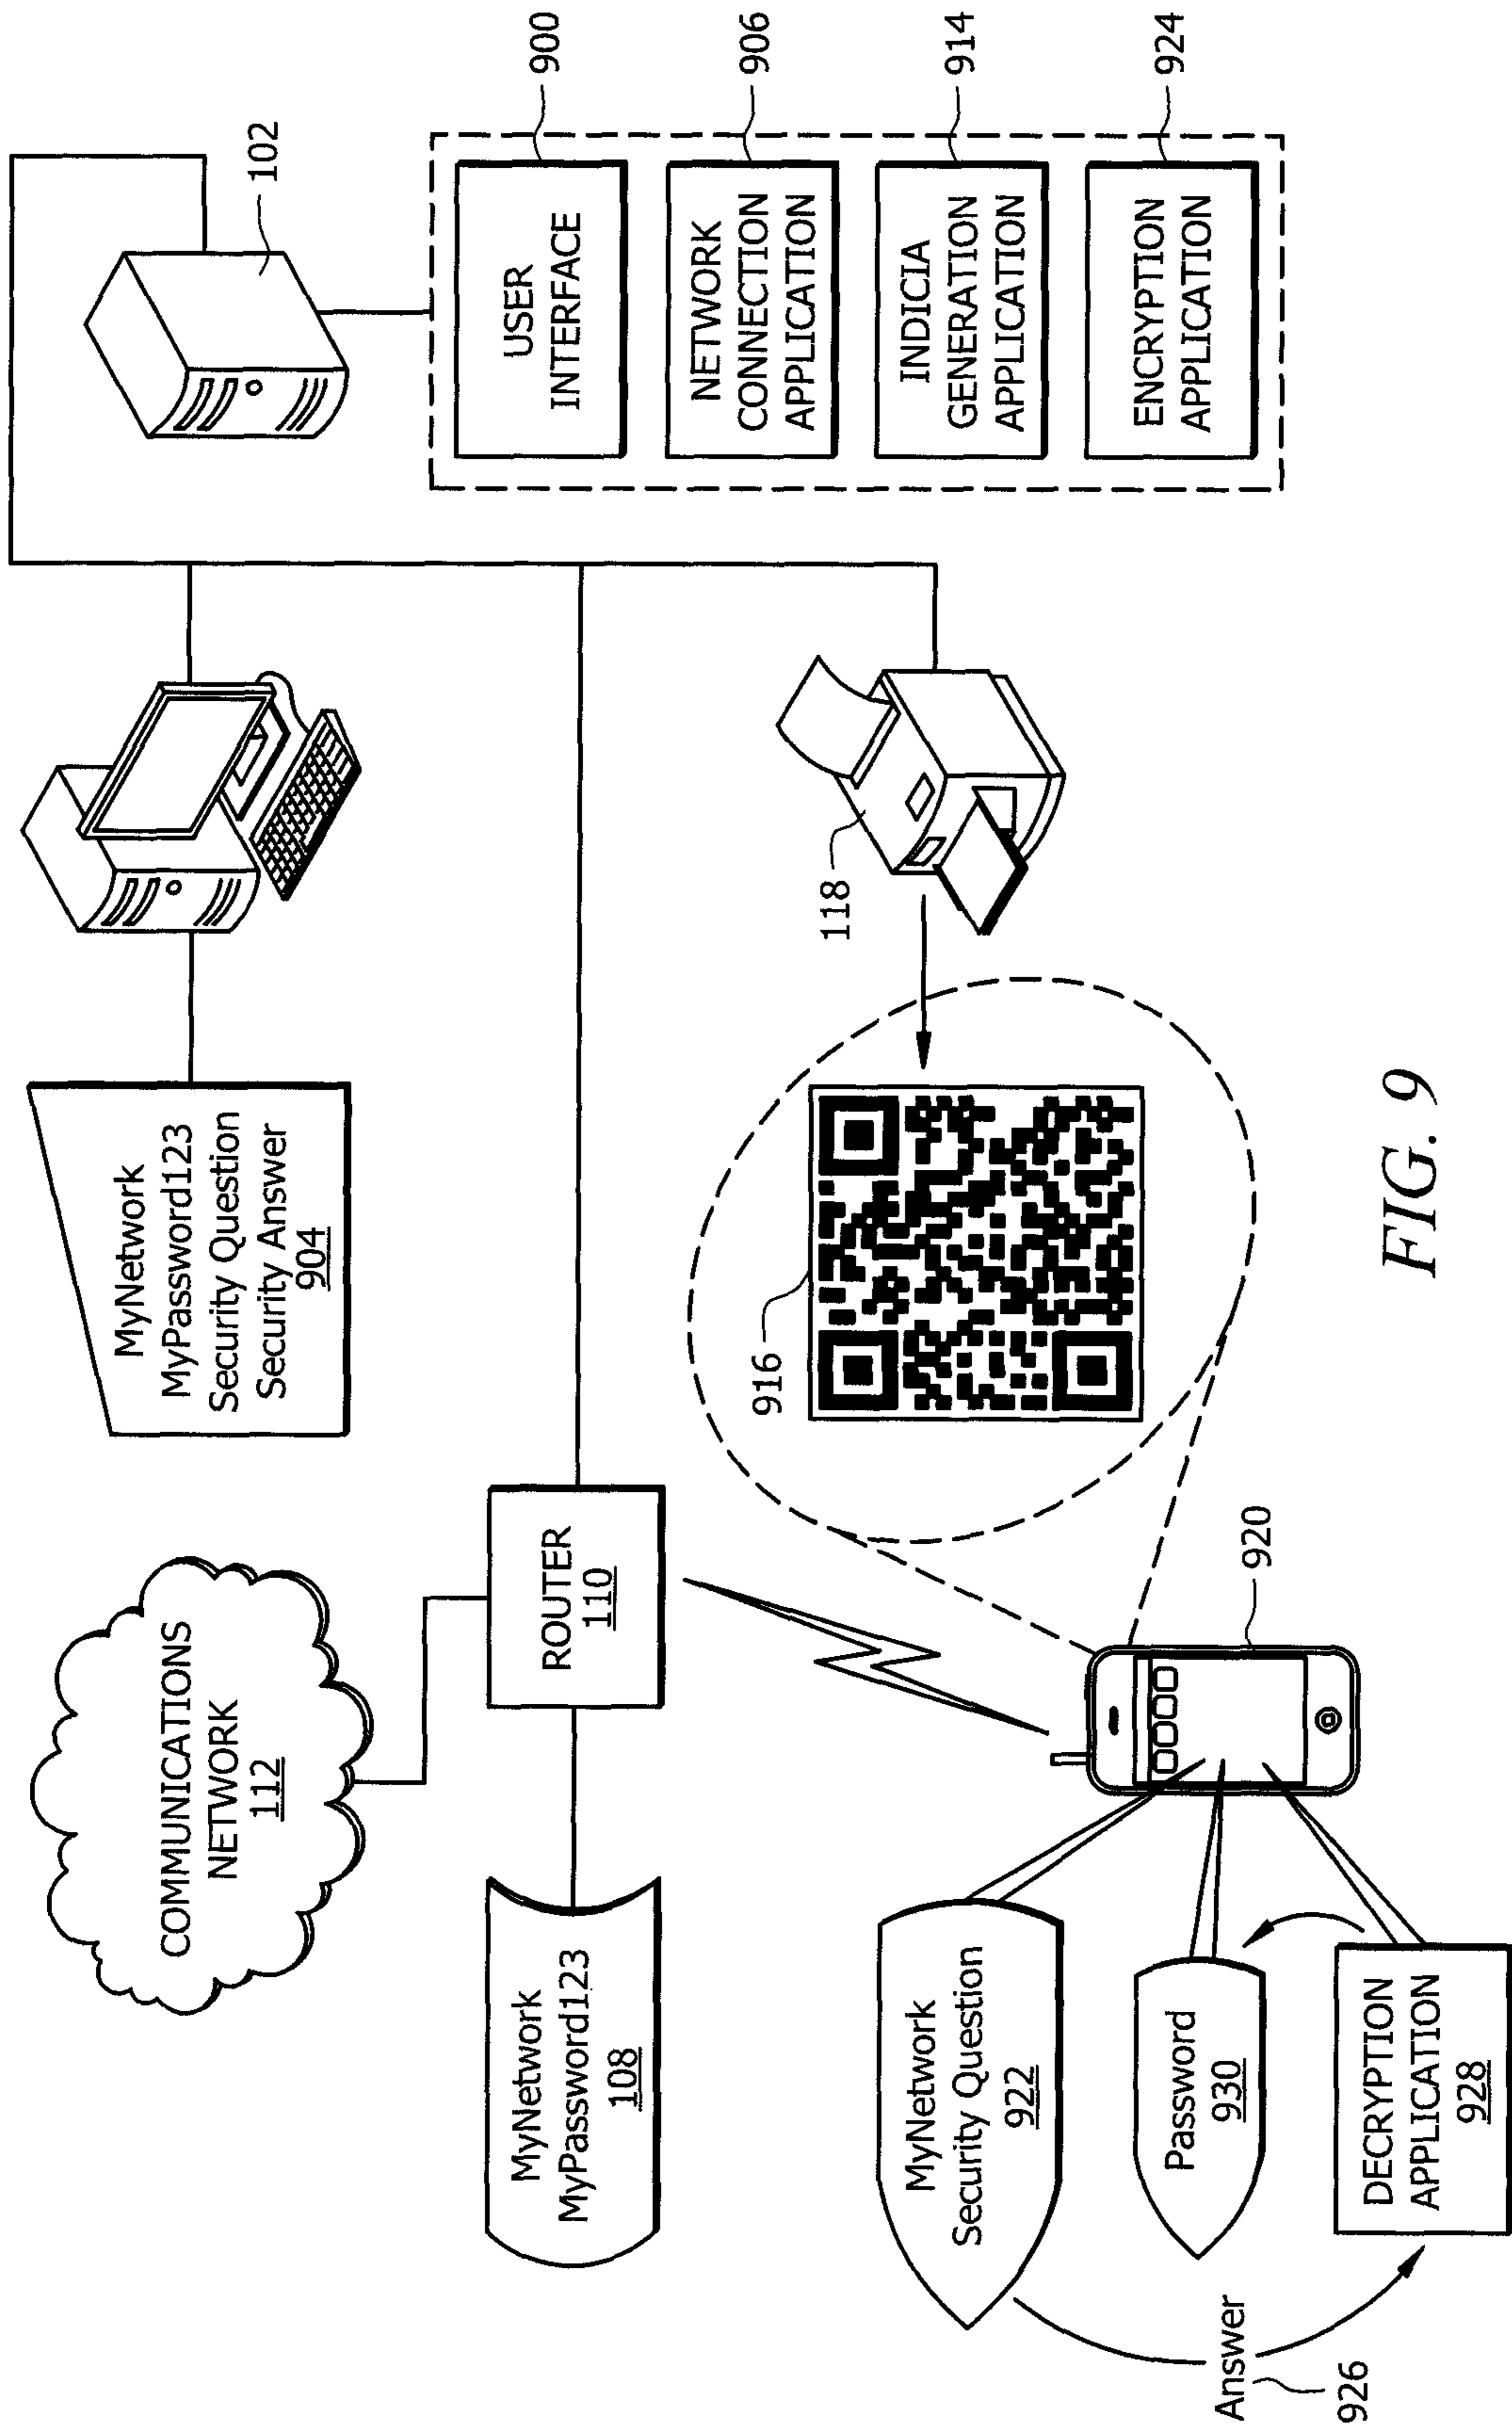 COMMUNICATIONS
NETWORK
112
MyNetwork
MyPassword123
Security Question
Security Answer
904
102
MyNetwork
MyPassword123
108
ROUTER
110
USER
INTERFACE
900
NETWORK
CONNECTION
APPLICATION
906
INDICIA
GENERATION
APPLICATION
914
ENCRYPTION
APPLICATION
924
118
916
MyNetwork
Security Question
922
Password
930
DECRYPTION
APPLICATION
928
Answer
926
920
FIG. 9